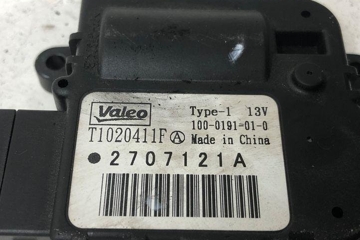 Valeo Type-1 13V
100-0191-01-0
T1020411F Ⓐ Made in China
●2707121A